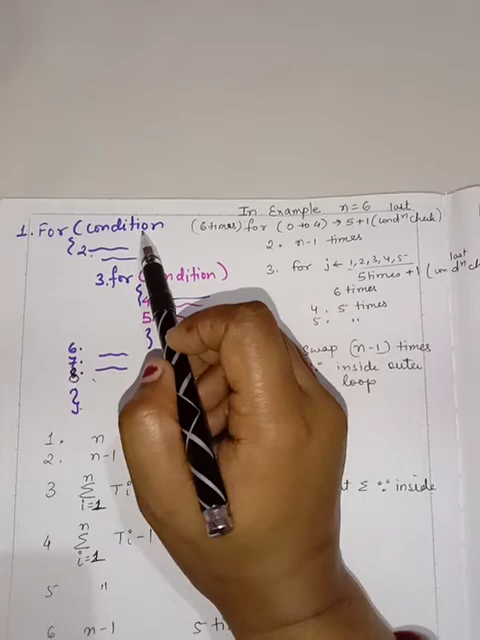 In Example n=6 last
1. For (condition (6 times) for (0 to 4) → 5+1 (condⁿ check)
{ 2. 2. n-1 times
3. for (condition) 3. for j ← 1,2,3,4,5 last
{ 5 times +1 (condⁿ
6 times
4 4. 5 times
5 5. "
}
6. swap (n-1) times
7. ∵ inside outer
8. loop
}
1. n
2. n-1
3 n Σ i=1 Ti Σ ∵ inside
4 n Σ i=1 Ti-1
5 "
6 n-1 5 ti